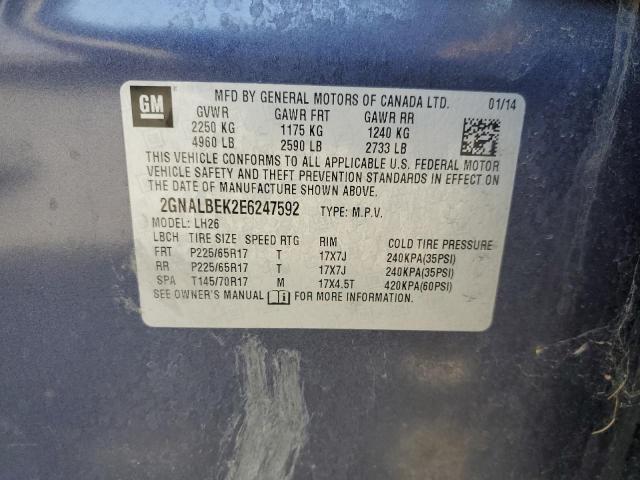 GM
MFD BY GENERAL MOTORS OF CANADA LTD. 01/14
GVWR GAWR FRT GAWR RR
2250 KG 1175 KG 1240 KG
4960 LB 2590 LB 2733 LB
THIS VEHICLE CONFORMS TO ALL APPLICABLE U.S. FEDERAL MOTOR
VEHICLE SAFETY AND THEFT PREVENTION STANDARDS IN EFFECT ON
THE DATE OF MANUFACTURE SHOWN ABOVE.
2GNALBEK2E6247592 TYPE: M.P.V.
MODEL: LH26
LBCH TIRE SIZE SPEED RTG RIM COLD TIRE PRESSURE
FRT P225/65R17 T 17X7J 240KPA(35PSI)
RR P225/65R17 T 17X7J 240KPA(35PSI)
SPA T145/70R17 M 17X4.5T 420KPA(60PSI)
SEE OWNER'S MANUAL FOR MORE INFORMATION.